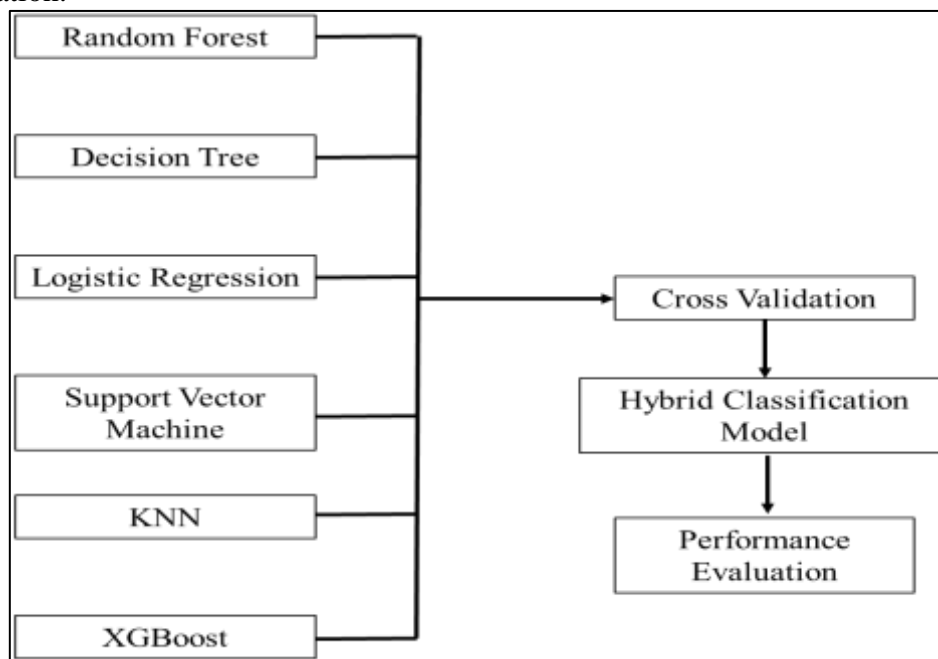 Random Forest
Decision Tree
Logistic Regression
Support Vector
Machine
KNN
XGBoost
Cross Validation
Hybrid Classification
Model
Performance
Evaluation